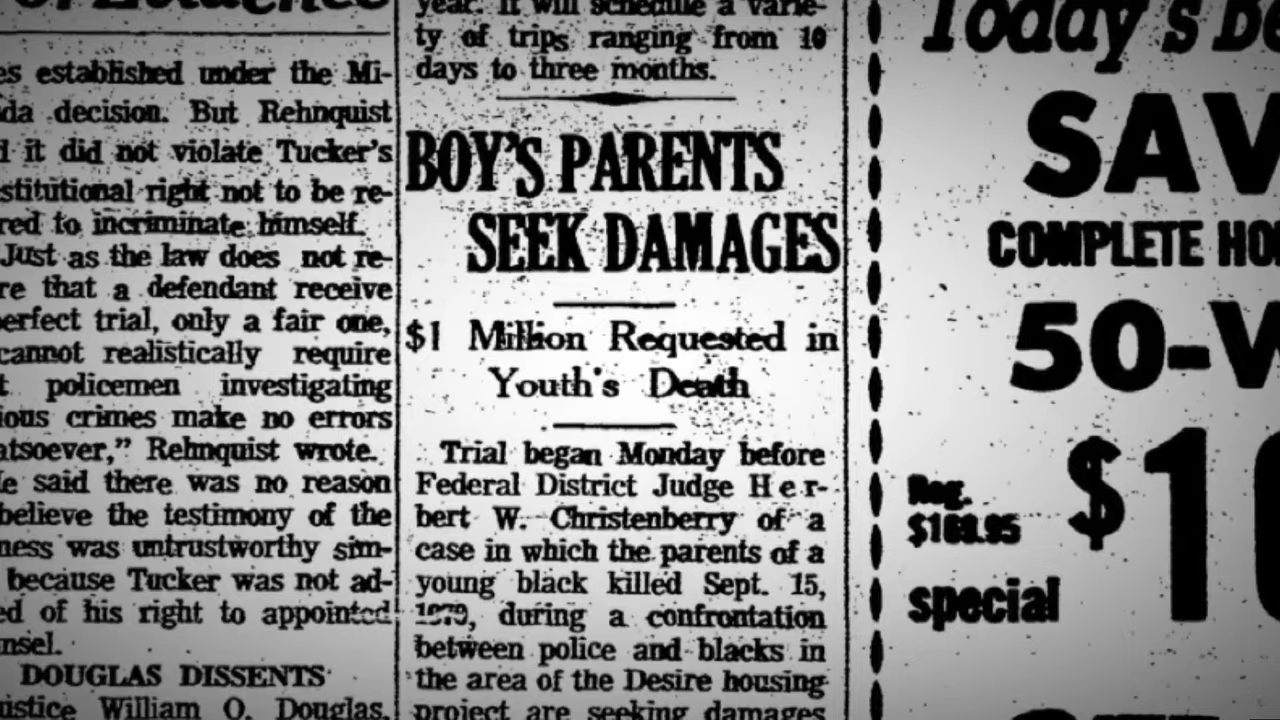 es established under the Mi-
da decision. But Rehnquist
d it did not violate Tucker's
stitutional right not to be re-
red to incriminate himself.
Just as the law does not re-
re that a defendant receive
perfect trial, only a fair one,
cannot realistically require
t policemen investigating
ious crimes make no errors
atsoever,” Rehnquist wrote.
e said there was no reason
believe the testimony of the
ness was untrustworthy sim-
because Tucker was not ad-
ed of his right to appointed
nsel.
DOUGLAS DISSENTS
ustice William O. Douglas,
year. It will schedule a varie-
ty of trips ranging from 10
days to three months.
BOY'S PARENTS
SEEK DAMAGES
$1 Million Requested in
Youth's Death
Trial began Monday before
Federal District Judge Her-
bert W. Christenberry of a
case in which the parents of a
young black killed Sept. 15,
during a confrontation
between police and blacks in
the area of the Desire housing
project are seeking damages
Today's Be
SAV
COMPLETE HO
50-W
Reg.
$1
special